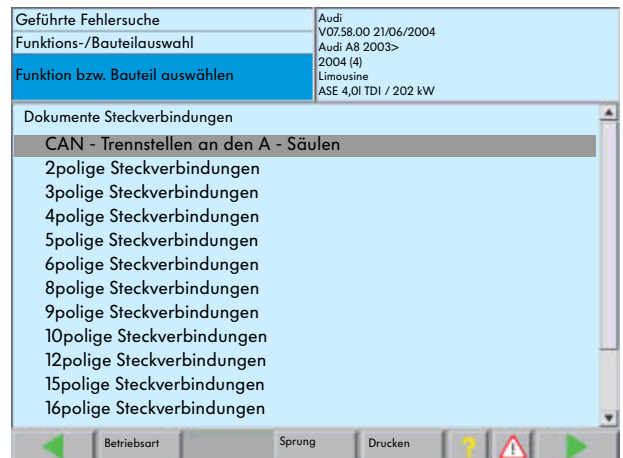 Geführte Fehlersuche
Funktions-/Bauteilauswahl
Funktion bzw. Bauteil auswählen
Audi
V07.58.00 21/06/2004
Audi A8 2003>
2004 (4)
Limousine
ASE 4,0l TDI / 202 kW
Dokumente Steckverbindungen
CAN - Trennstellen an den A - Säulen
2polige Steckverbindungen
3polige Steckverbindungen
4polige Steckverbindungen
5polige Steckverbindungen
6polige Steckverbindungen
8polige Steckverbindungen
9polige Steckverbindungen
10polige Steckverbindungen
12polige Steckverbindungen
15polige Steckverbindungen
16polige Steckverbindungen
Betriebsart Sprung Drucken ?